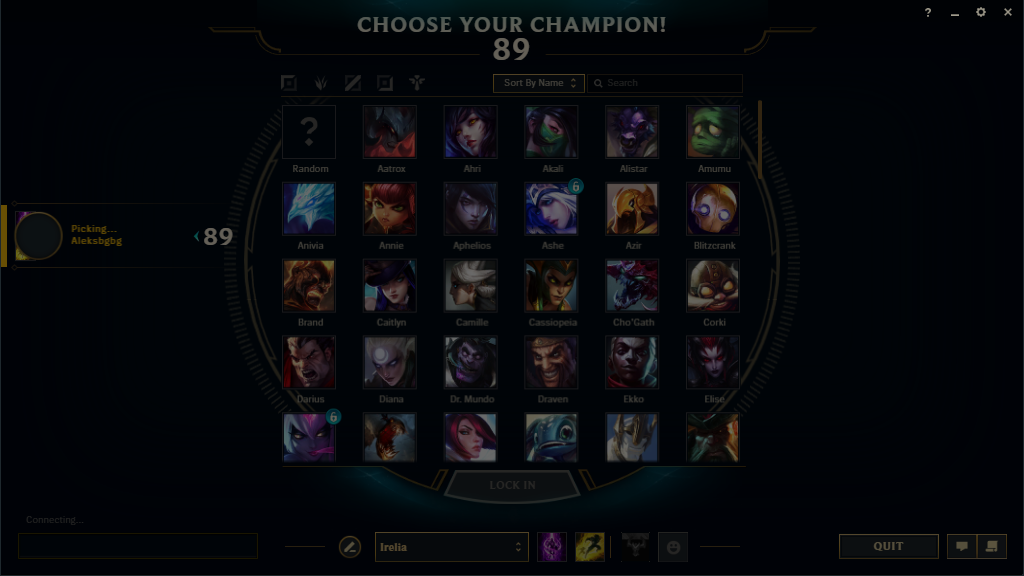 ?
CHOOSE YOUR CHAMPION!
89
Sort By Name
Search
?
Random Aatrox Ahri Akali Alistar Amumu
Anivia Annie Aphelios Ashe Azir Blitzcrank
Picking...
Aleksbgbg
89
Brand Caitlyn Camille Cassiopeia Cho'Gath Corki
Darius Diana Dr. Mundo Draven Ekko Elise
LOCK IN
Connecting...
Irelia
QUIT